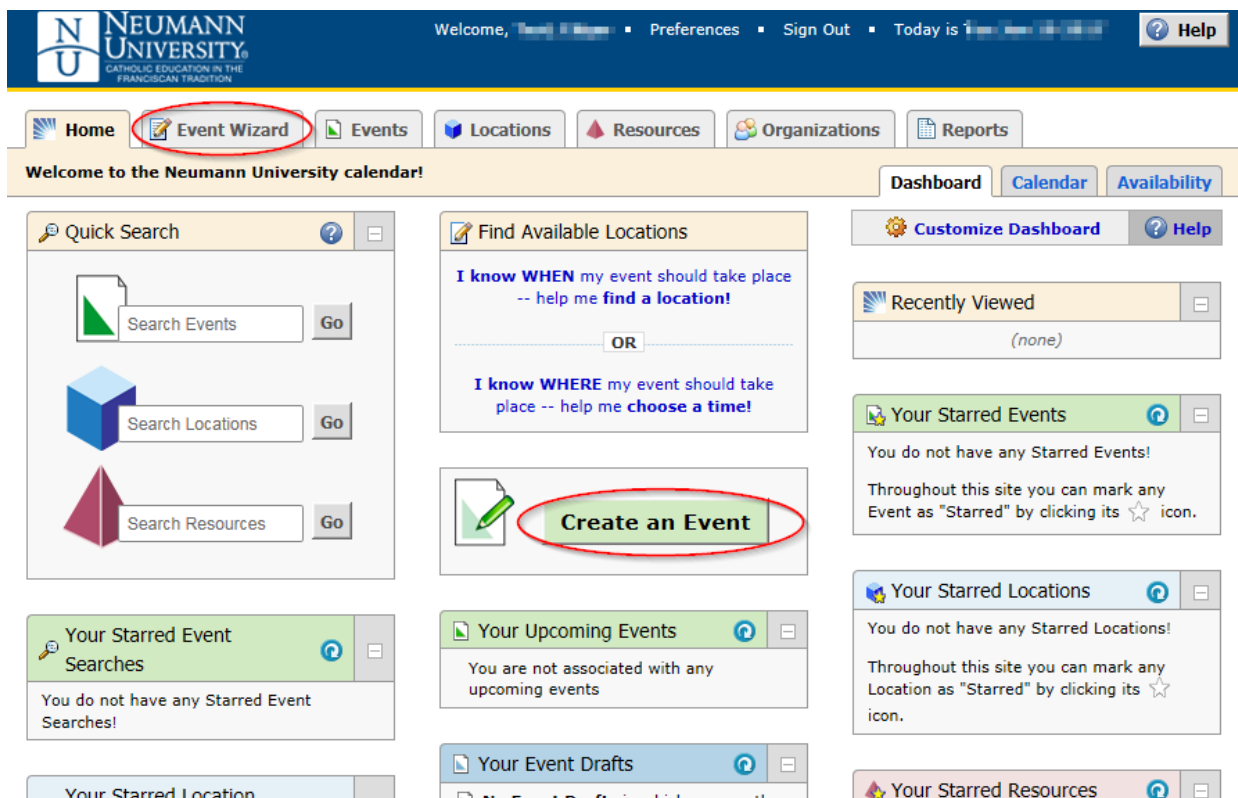 NEUMANN
UNIVERSITY®
CATHOLIC EDUCATION IN THE
FRANCISCAN TRADITION
Welcome, ▪ Preferences ▪ Sign Out ▪ Today is
Help
Home
Event Wizard
Events
Locations
Resources
Organizations
Reports
Welcome to the Neumann University calendar!
Dashboard
Calendar
Availability
Quick Search
Search Events
Go
Search Locations
Go
Search Resources
Go
Your Starred Event
Searches
You do not have any Starred Event
Searches!
Your Starred Location
Find Available Locations
I know WHEN my event should take place
-- help me find a location!
OR
I know WHERE my event should take
place -- help me choose a time!
Create an Event
Your Upcoming Events
You are not associated with any
upcoming events
Your Event Drafts
Customize Dashboard
Help
Recently Viewed
(none)
Your Starred Events
You do not have any Starred Events!
Throughout this site you can mark any
Event as "Starred" by clicking its icon.
Your Starred Locations
You do not have any Starred Locations!
Throughout this site you can mark any
Location as "Starred" by clicking its
icon.
Your Starred Resources